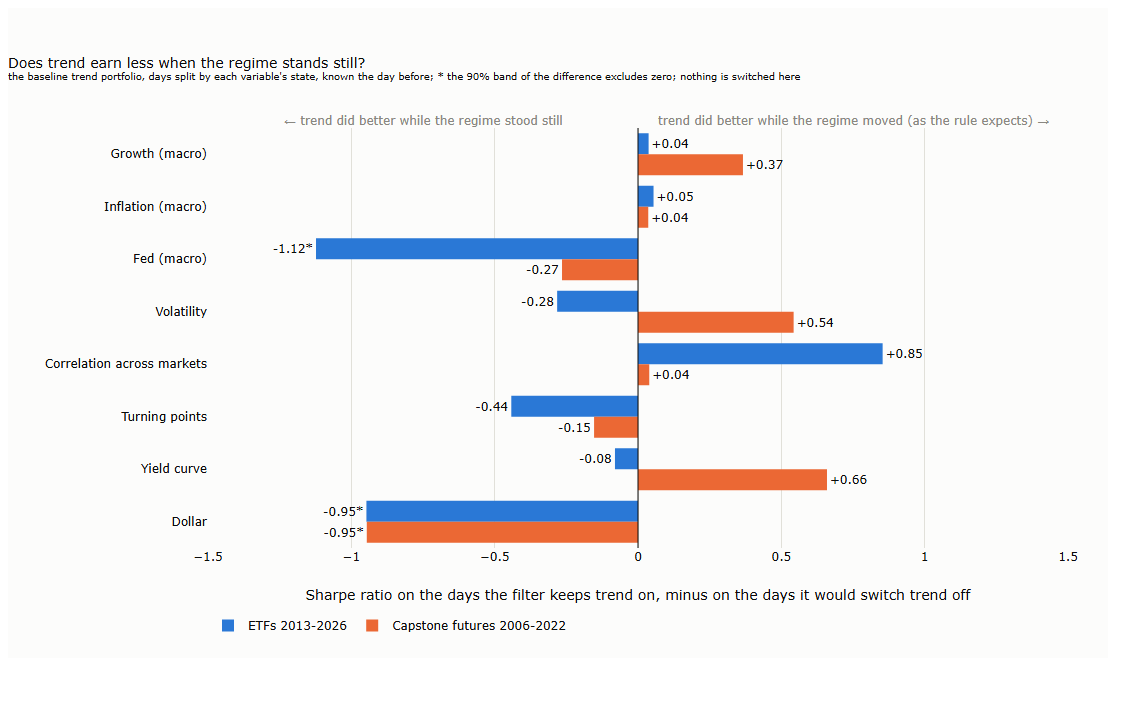 Does trend earn less when the regime stands still?
the baseline trend portfolio, days split by each variable's state, known the day before; * the 90% band of the difference excludes zero; nothing is switched here
← trend did better while the regime stood still
trend did better while the regime moved (as the rule expects) →
Growth (macro)
+0.04
+0.37
Inflation (macro)
+0.05
+0.04
Fed (macro)
-1.12*
-0.27
Volatility
-0.28
+0.54
Correlation across markets
+0.85
+0.04
Turning points
-0.44
-0.15
Yield curve
-0.08
+0.66
Dollar
-0.95*
-0.95*
−1.5
−1
−0.5
0
0.5
1
1.5
Sharpe ratio on the days the filter keeps trend on, minus on the days it would switch trend off
ETFs 2013-2026
Capstone futures 2006-2022